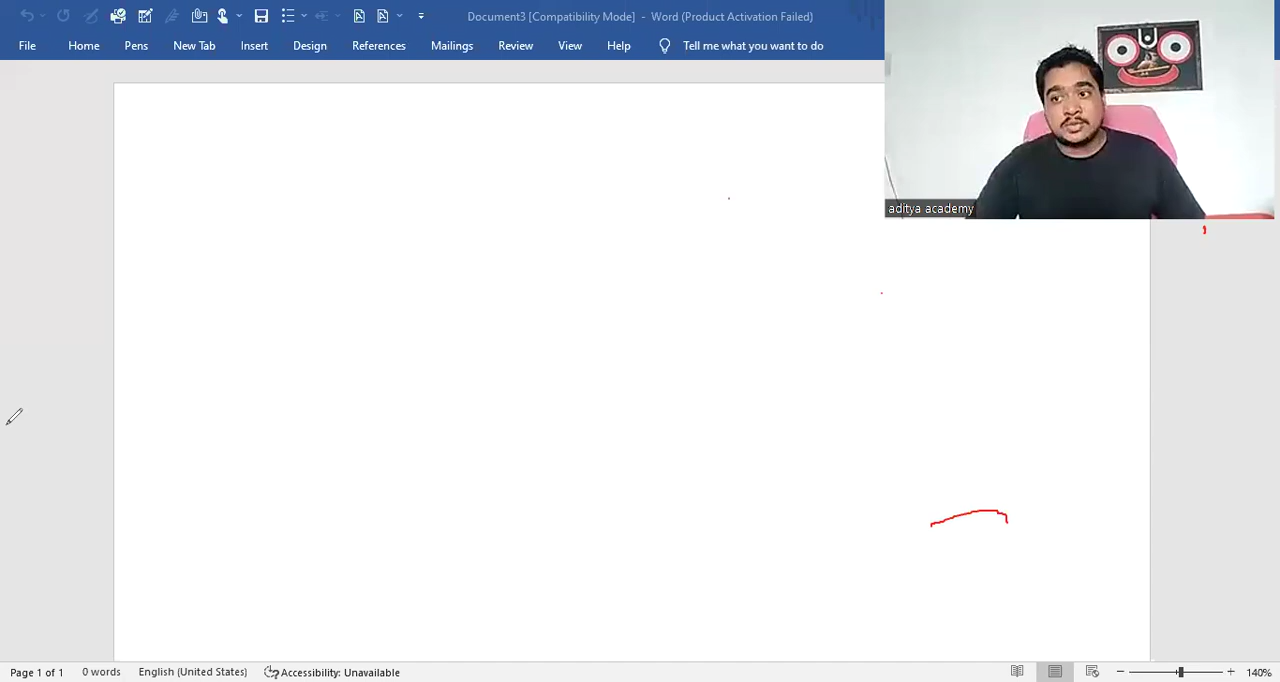 Document3 [Compatibility Mode] - Word (Product Activation Failed)
File Home Pens New Tab Insert Design References Mailings Review View Help Tell me what you want to do
aditya academy
Page 1 of 1 0 words English (United States) Accessibility: Unavailable 140%